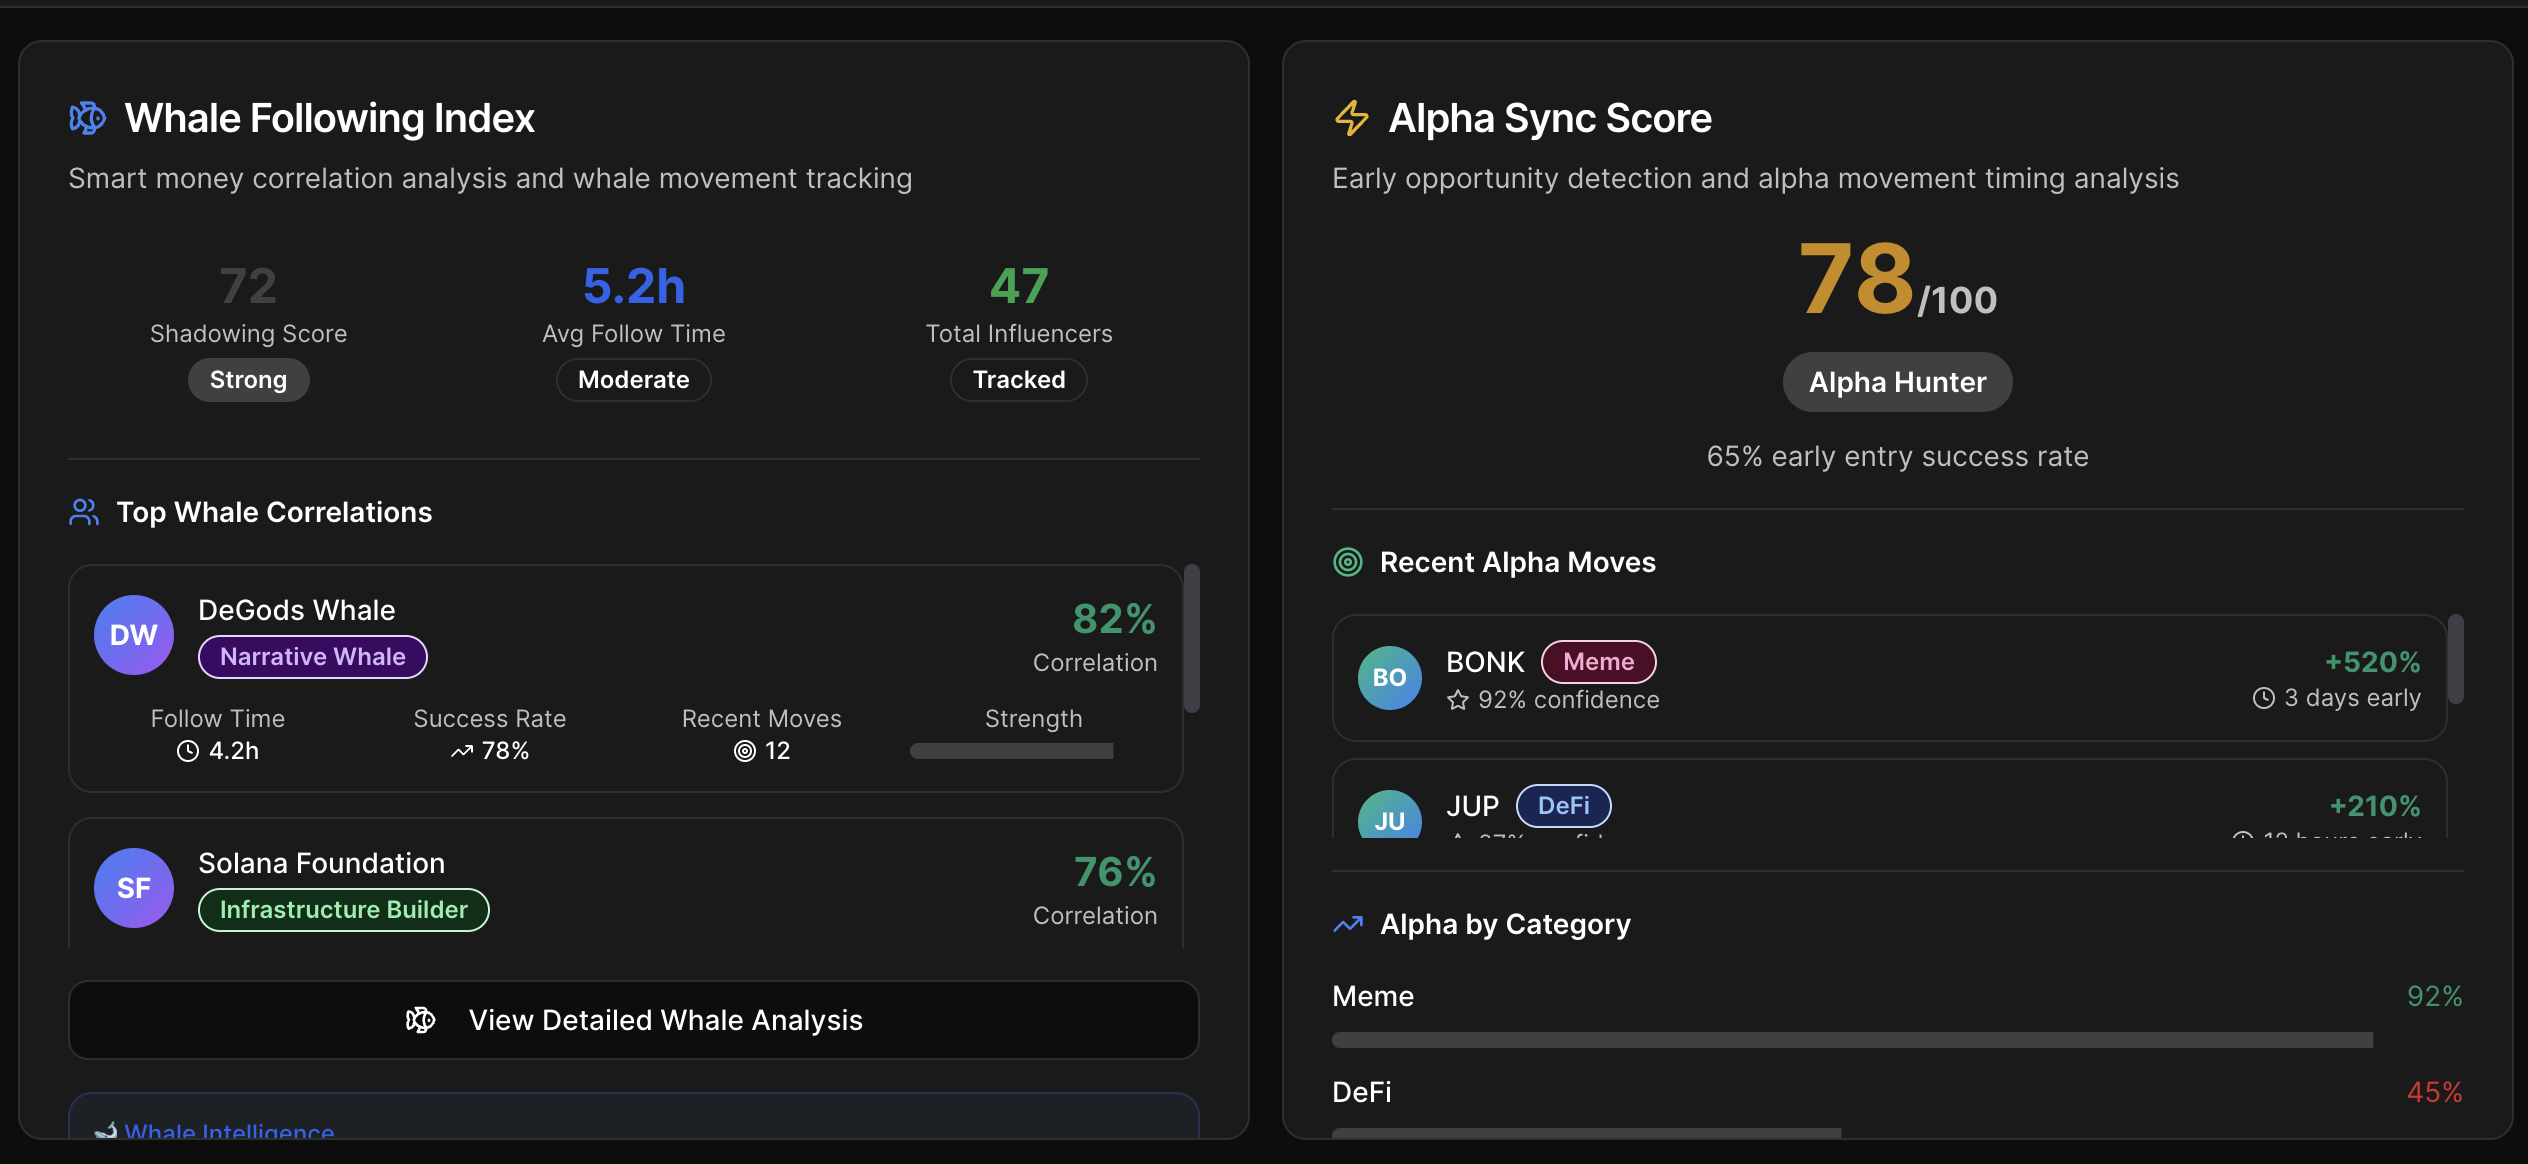 Whale Following Index
Smart money correlation analysis and whale movement tracking
72
Shadowing Score
Strong
5.2h
Avg Follow Time
Moderate
47
Total Influencers
Tracked
Top Whale Correlations
DW
DeGods Whale
Narrative Whale
82%
Correlation
Follow Time
4.2h
Success Rate
78%
Recent Moves
12
Strength
SF
Solana Foundation
Infrastructure Builder
76%
Correlation
View Detailed Whale Analysis
Whale Intelligence
Alpha Sync Score
Early opportunity detection and alpha movement timing analysis
78/100
Alpha Hunter
65% early entry success rate
Recent Alpha Moves
BO
BONK
Meme
92% confidence
+520%
3 days early
JU
JUP
DeFi
+210%
hours early
Alpha by Category
Meme
92%
DeFi
45%